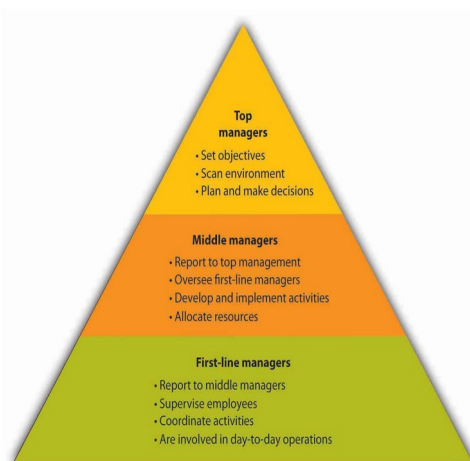 Top
managers
• Set objectives
• Scan environment
• Plan and make decisions
Middle managers
• Report to top management
• Oversee first-line managers
• Develop and implement activities
• Allocate resources
First-line managers
• Report to middle managers
• Supervise employees
• Coordinate activities
• Are involved in day-to-day operations